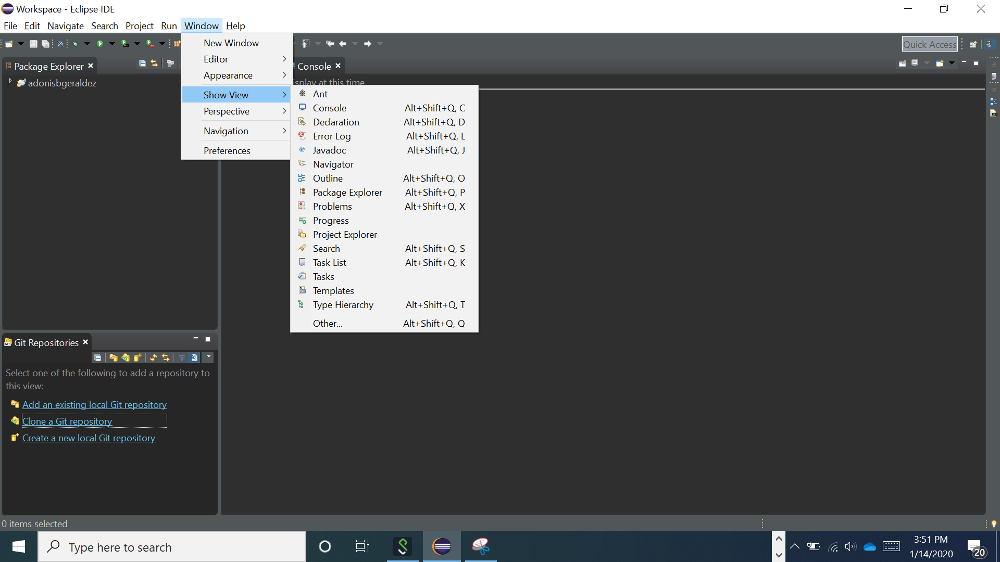 Workspace - Eclipse IDE
File Edit Navigate Search Project Run Window Help
Quick Access
New Window
Editor
Appearance
Show View
Perspective
Navigation
Preferences
Package Explorer
adonisbgeraldez
Console
display at this time.
Ant
Console Alt+Shift+Q, C
Declaration Alt+Shift+Q, D
Error Log Alt+Shift+Q, L
Javadoc Alt+Shift+Q, J
Navigator
Outline Alt+Shift+Q, O
Package Explorer Alt+Shift+Q, P
Problems Alt+Shift+Q, X
Progress
Project Explorer
Search Alt+Shift+Q, S
Task List Alt+Shift+Q, K
Tasks
Templates
Type Hierarchy Alt+Shift+Q, T
Other... Alt+Shift+Q, Q
Git Repositories
Select one of the following to add a repository to
this view:
Add an existing local Git repository
Clone a Git repository
Create a new local Git repository
0 items selected
Type here to search
3:51 PM
1/14/2020
20